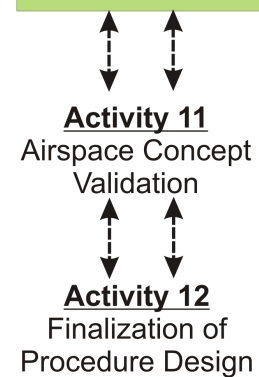 Activity 11
Airspace Concept
Validation
Activity 12
Finalization of
Procedure Design